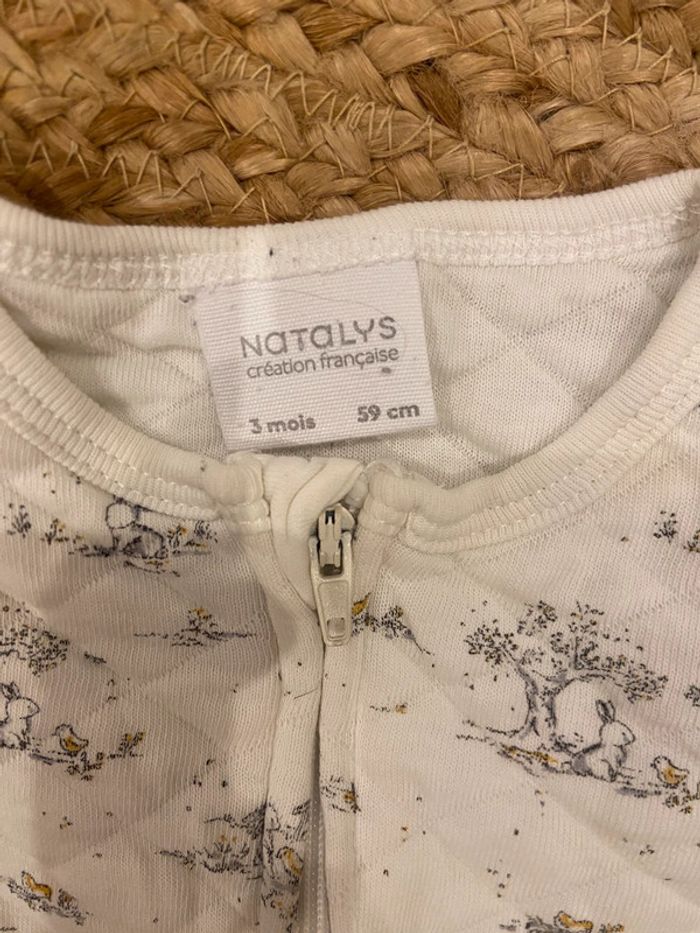 NaTaLYS
création française
3 mois 59 cm